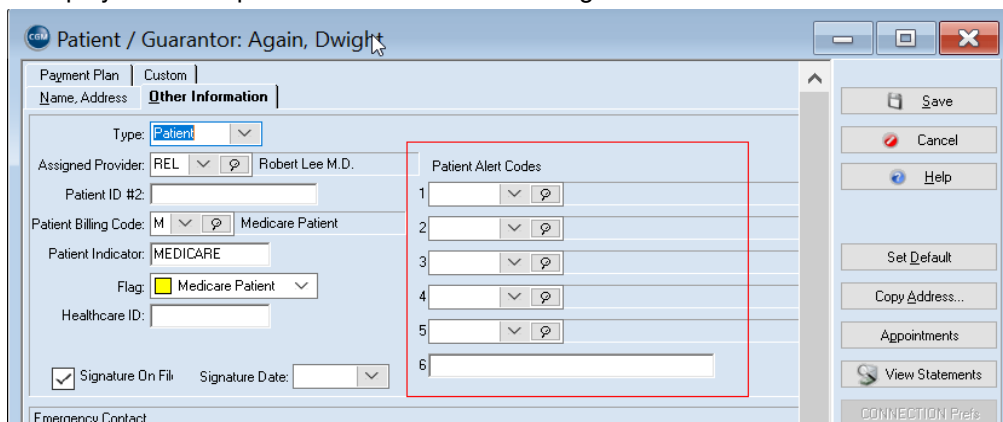 CGM Patient / Guarantor: Again, Dwight
Payment Plan Custom
Name, Address Other Information
Type: Patient
Assigned Provider: REL Robert Lee M.D.
Patient ID #2:
Patient Billing Code: M Medicare Patient
Patient Indicator: MEDICARE
Flag: Medicare Patient
Healthcare ID:
Signature On File Signature Date:
Patient Alert Codes
1
2
3
4
5
6
Emergency Contact
Save
Cancel
Help
Set Default
Copy Address...
Appointments
View Statements
CONNECTION Prefs